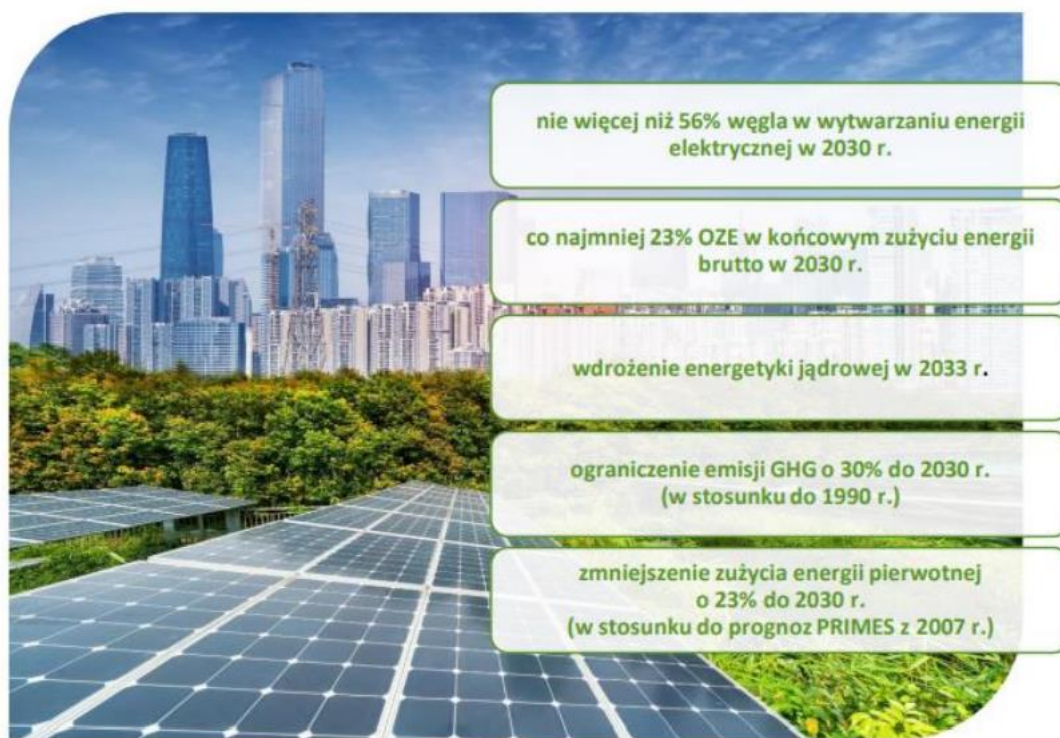 nie więcej niż 56% węgla w wytwarzaniu energii
elektrycznej w 2030 r.
co najmniej 23% OZE w końcowym zużyciu energii
brutto w 2030 r.
wdrożenie energetyki jądrowej w 2033 r.
ograniczenie emisji GHG o 30% do 2030 r.
(w stosunku do 1990 r.)
zmniejszenie zużycia energii pierwotnej
o 23% do 2030 r.
(w stosunku do prognoz PRIMES z 2007 r.)